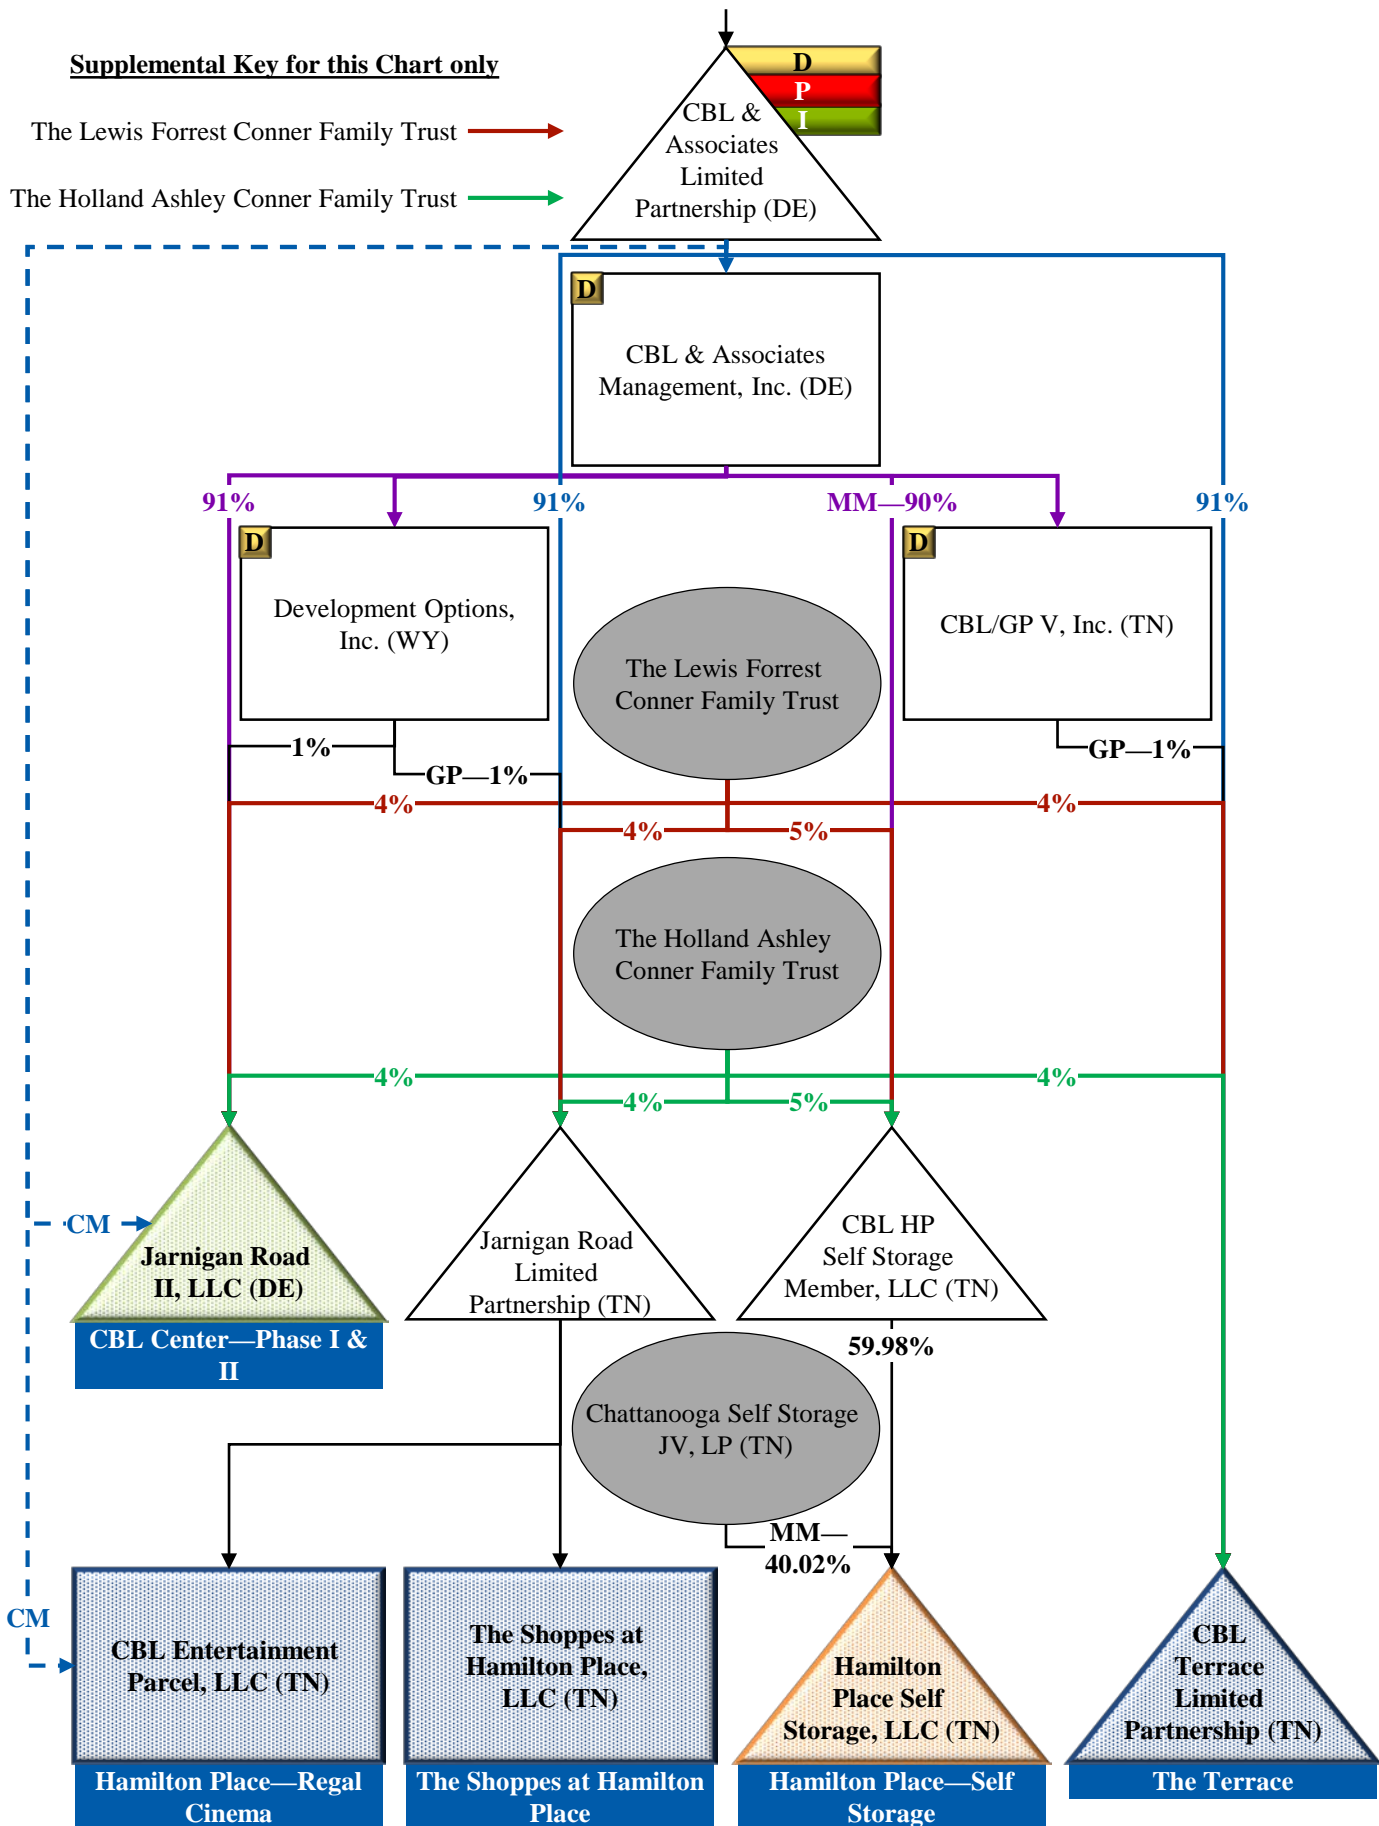 Supplemental Key for this Chart only
The Lewis Forrest Conner Family Trust
The Holland Ashley Conner Family Trust
D
P
I
CBL &
Associates
Limited
Partnership (DE)
D
CBL & Associates
Management, Inc. (DE)
91%
91%
MM—90%
91%
D
Development Options,
Inc. (WY)
D
CBL/GP V, Inc. (TN)
The Lewis Forrest
Conner Family Trust
1%
GP—1%
GP—1%
4%
4%
4%
5%
The Holland Ashley
Conner Family Trust
4%
4%
4%
5%
CM
Jarnigan Road
II, LLC (DE)
CBL Center—Phase I &
II
Jarnigan Road
Limited
Partnership (TN)
CBL HP
Self Storage
Member, LLC (TN)
59.98%
Chattanooga Self Storage
JV, LP (TN)
MM—
40.02%
CM
CBL Entertainment
Parcel, LLC (TN)
Hamilton Place—Regal
Cinema
The Shoppes at
Hamilton Place,
LLC (TN)
The Shoppes at Hamilton
Place
Hamilton
Place Self
Storage, LLC (TN)
Hamilton Place—Self
Storage
CBL
Terrace
Limited
Partnership (TN)
The Terrace